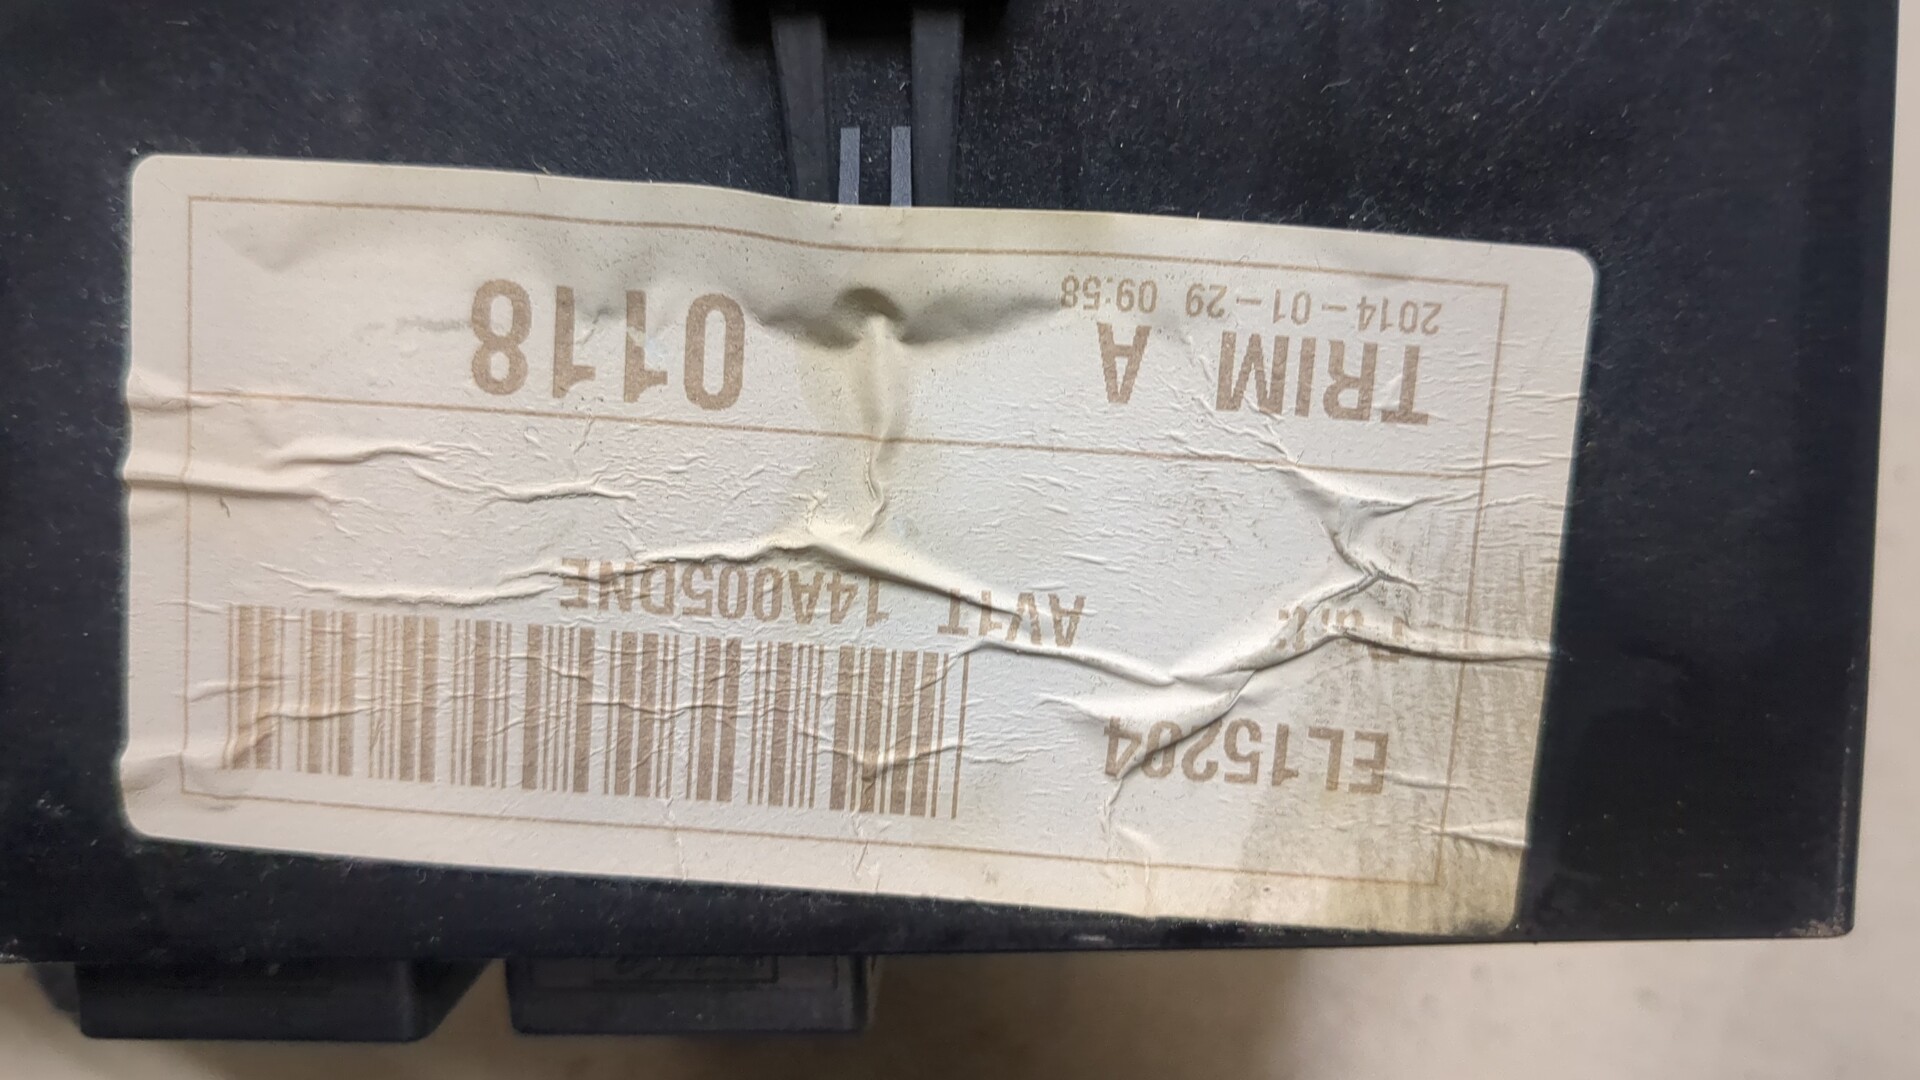 EL15204
AV1T 14A005DNE
TRIM A 0118
2014-01-29 09:58